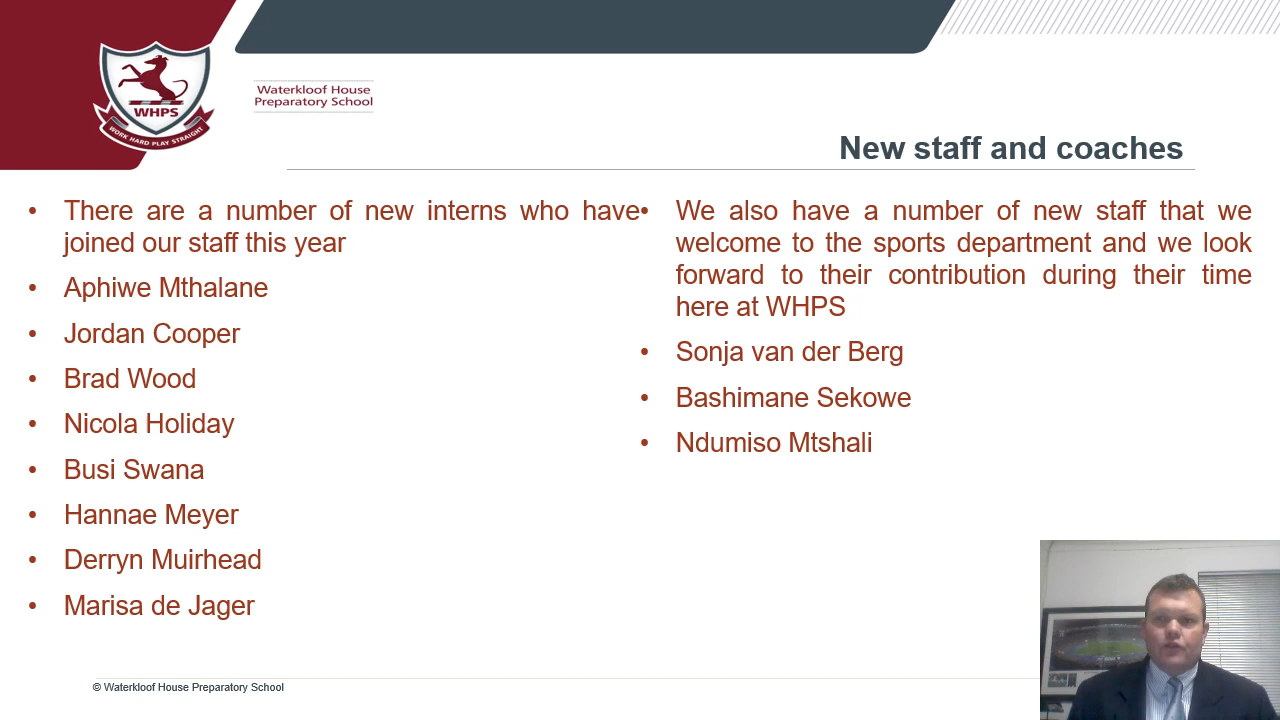 WHPS
WORK HARD PLAY STRAIGHT
Waterkloof House
Preparatory School
New staff and coaches
• There are a number of new interns who have
joined our staff this year
• Aphiwe Mthalane
• Jordan Cooper
• Brad Wood
• Nicola Holiday
• Busi Swana
• Hannae Meyer
• Derryn Muirhead
• Marisa de Jager
• We also have a number of new staff that we
welcome to the sports department and we look
forward to their contribution during their time
here at WHPS
• Sonja van der Berg
• Bashimane Sekowe
• Ndumiso Mtshali
© Waterkloof House Preparatory School